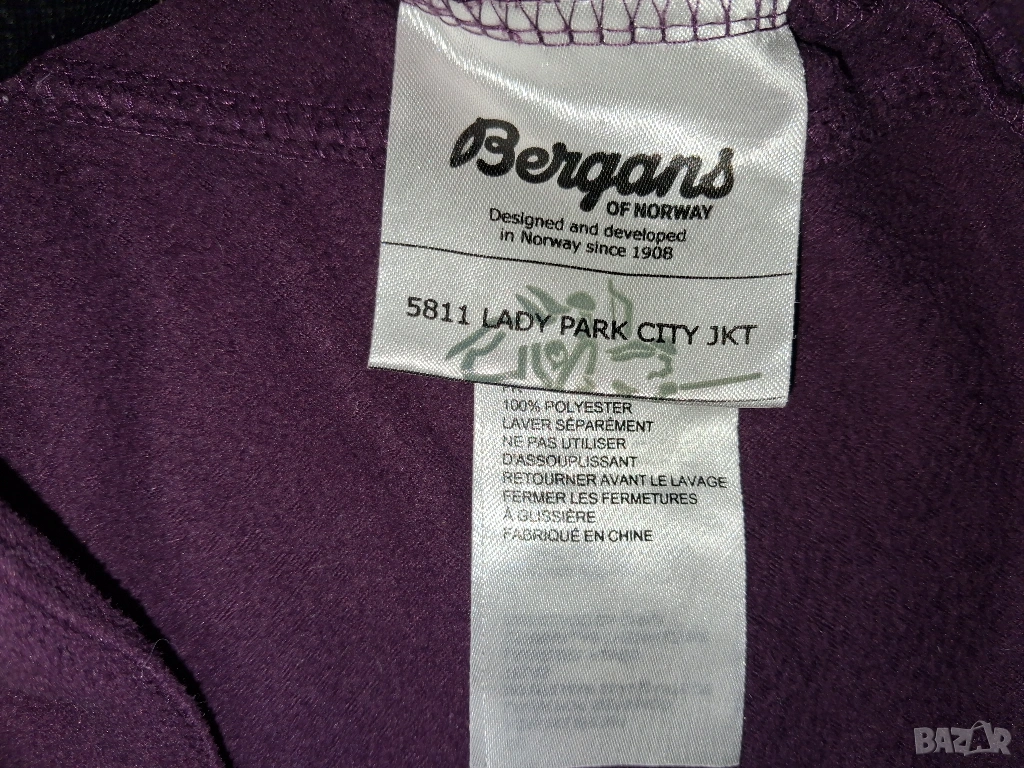 Bergans
OF NORWAY
Designed and developed
in Norway since 1908
5811 LADY PARK CITY JKT
100% POLYESTER
LAVER SÉPARÉMENT
NE PAS UTILISER
D'ASSOUPLISSANT
RETOURNER AVANT LE LAVAGE
FERMER LES FERMETURES
À GLISSIÈRE
FABRIQUÉ EN CHINE
BAZAR